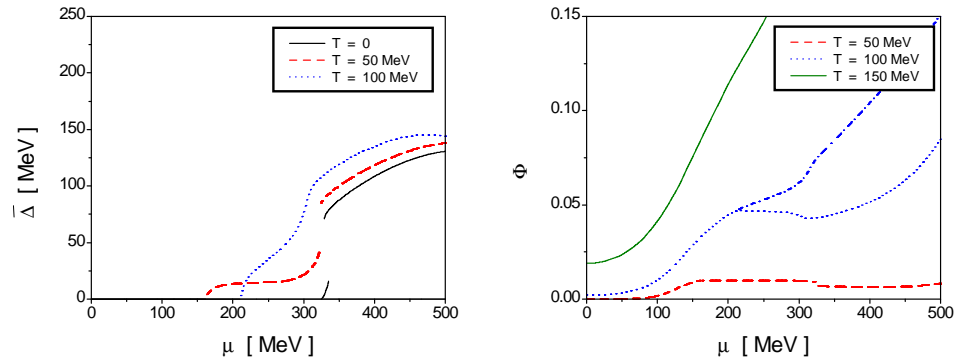 250
200
150
100
50
0
0 100 200 300 400 500
Δ̄ [ MeV ]
μ [ MeV ]
T = 0
T = 50 MeV
T = 100 MeV
0.15
0.10
0.05
0.00
0 100 200 300 400 500
Φ
μ [ MeV ]
T = 50 MeV
T = 100 MeV
T = 150 MeV